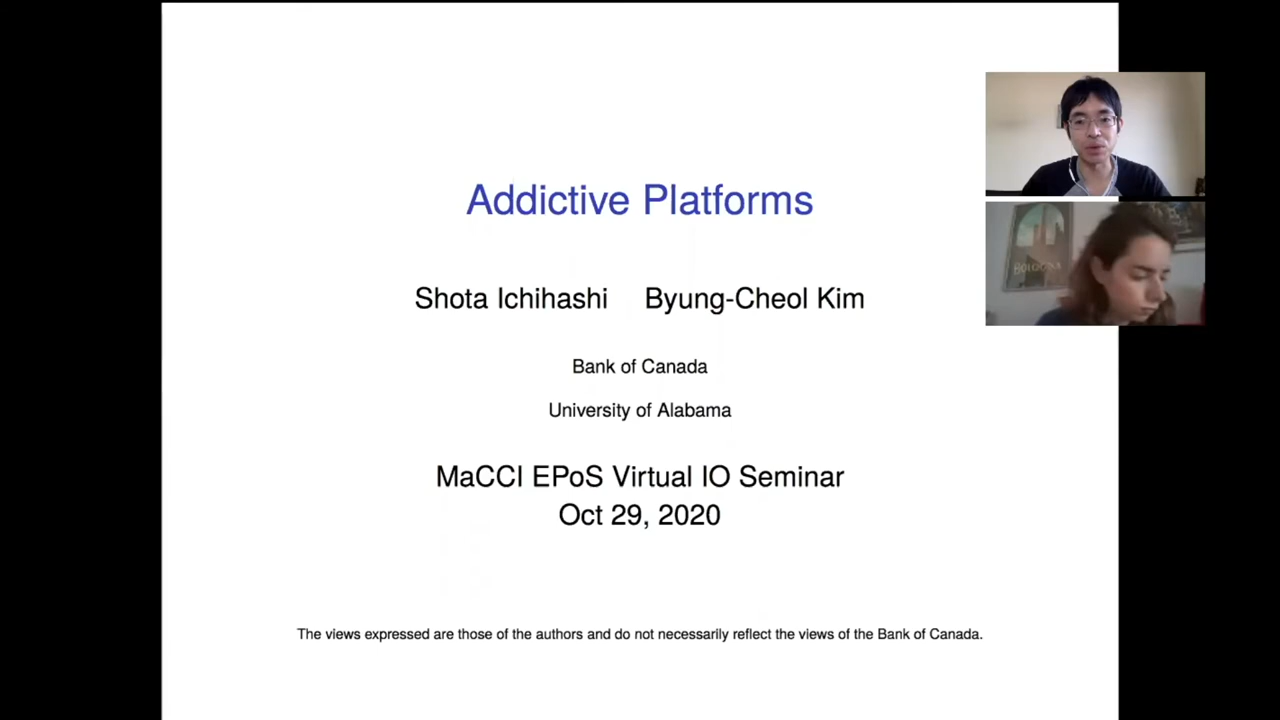 Addictive Platforms
Shota Ichihashi Byung-Cheol Kim
Bank of Canada
University of Alabama
MaCCI EPoS Virtual IO Seminar
Oct 29, 2020
The views expressed are those of the authors and do not necessarily reflect the views of the Bank of Canada.
BOLOGNA